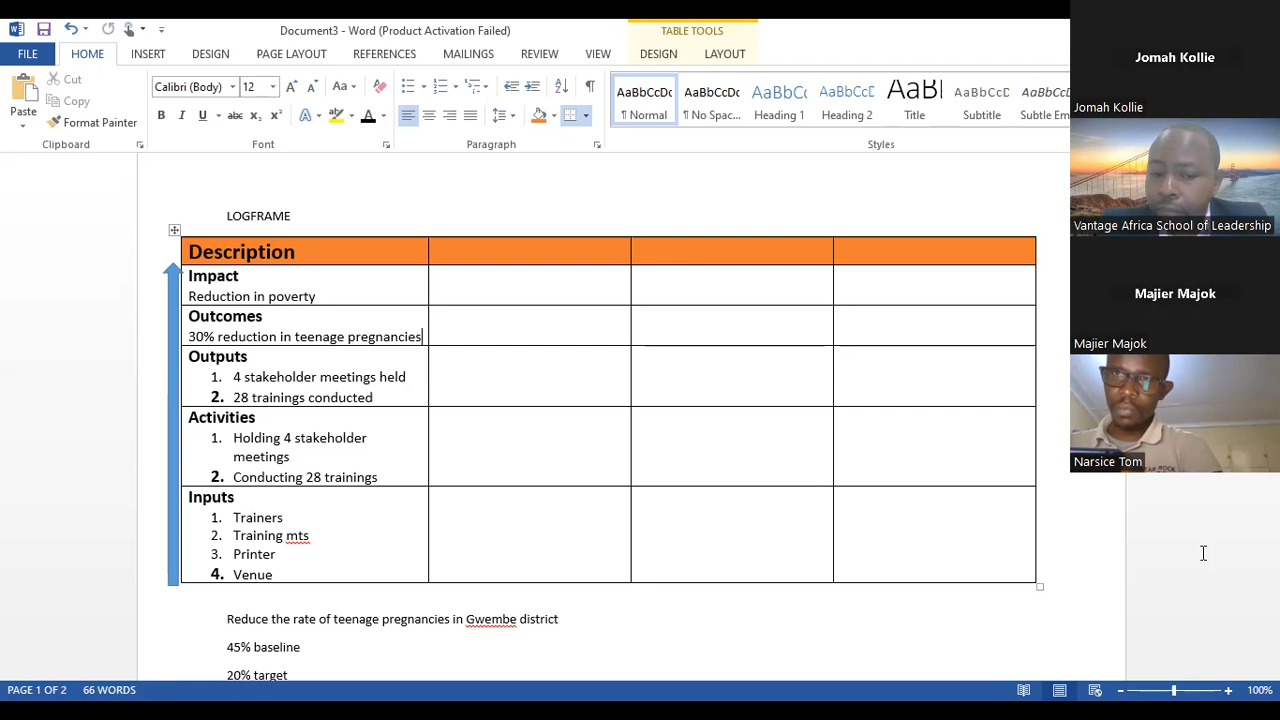 Document3 - Word (Product Activation Failed)
TABLE TOOLS
FILE HOME INSERT DESIGN PAGE LAYOUT REFERENCES MAILINGS REVIEW VIEW DESIGN LAYOUT
Cut
Copy
Format Painter
Paste
Clipboard
Calibri (Body) 12
Font
Paragraph
AaBbCcDc AaBbCcDc AaBbCc AaBbCcD AaBl AaBbCcD AaBbCcD
¶ Normal ¶ No Spac... Heading 1 Heading 2 Title Subtitle Subtle Em
Styles
Jomah Kollie
Jomah Kollie
Vantage Africa School of Leadership
Majier Majok
Majier Majok
Narsice Tom
LOGFRAME
Description
Impact
Reduction in poverty
Outcomes
30% reduction in teenage pregnancies
Outputs
1. 4 stakeholder meetings held
2. 28 trainings conducted
Activities
1. Holding 4 stakeholder
meetings
2. Conducting 28 trainings
Inputs
1. Trainers
2. Training mts
3. Printer
4. Venue
Reduce the rate of teenage pregnancies in Gwembe district
45% baseline
20% target
PAGE 1 OF 2 66 WORDS 100%